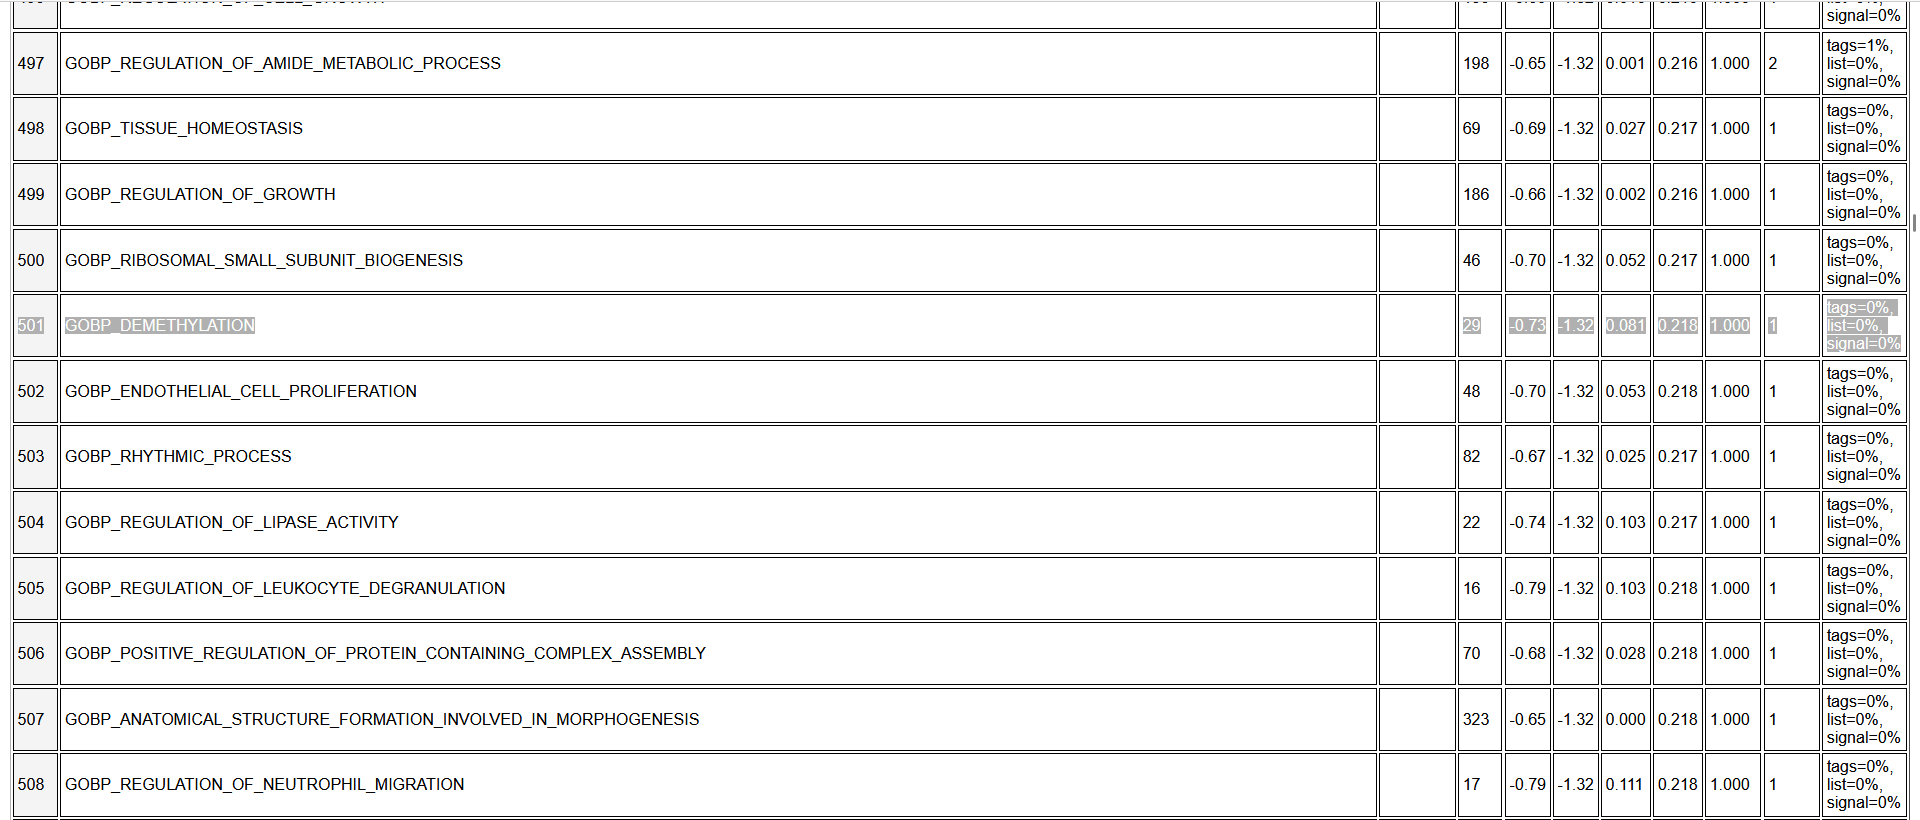 signal=0%
497 GOBP_REGULATION_OF_AMIDE_METABOLIC_PROCESS 198 -0.65 -1.32 0.001 0.216 1.000 2 tags=1%,
list=0%,
signal=0%
498 GOBP_TISSUE_HOMEOSTASIS 69 -0.69 -1.32 0.027 0.217 1.000 1 tags=0%,
list=0%,
signal=0%
499 GOBP_REGULATION_OF_GROWTH 186 -0.66 -1.32 0.002 0.216 1.000 1 tags=0%,
list=0%,
signal=0%
500 GOBP_RIBOSOMAL_SMALL_SUBUNIT_BIOGENESIS 46 -0.70 -1.32 0.052 0.217 1.000 1 tags=0%,
list=0%,
signal=0%
501 GOBP_DEMETHYLATION 29 -0.73 -1.32 0.081 0.218 1.000 1 tags=0%,
list=0%,
signal=0%
502 GOBP_ENDOTHELIAL_CELL_PROLIFERATION 48 -0.70 -1.32 0.053 0.218 1.000 1 tags=0%,
list=0%,
signal=0%
503 GOBP_RHYTHMIC_PROCESS 82 -0.67 -1.32 0.025 0.217 1.000 1 tags=0%,
list=0%,
signal=0%
504 GOBP_REGULATION_OF_LIPASE_ACTIVITY 22 -0.74 -1.32 0.103 0.217 1.000 1 tags=0%,
list=0%,
signal=0%
505 GOBP_REGULATION_OF_LEUKOCYTE_DEGRANULATION 16 -0.79 -1.32 0.103 0.218 1.000 1 tags=0%,
list=0%,
signal=0%
506 GOBP_POSITIVE_REGULATION_OF_PROTEIN_CONTAINING_COMPLEX_ASSEMBLY 70 -0.68 -1.32 0.028 0.218 1.000 1 tags=0%,
list=0%,
signal=0%
507 GOBP_ANATOMICAL_STRUCTURE_FORMATION_INVOLVED_IN_MORPHOGENESIS 323 -0.65 -1.32 0.000 0.218 1.000 1 tags=0%,
list=0%,
signal=0%
508 GOBP_REGULATION_OF_NEUTROPHIL_MIGRATION 17 -0.79 -1.32 0.111 0.218 1.000 1 tags=0%,
list=0%,
signal=0%